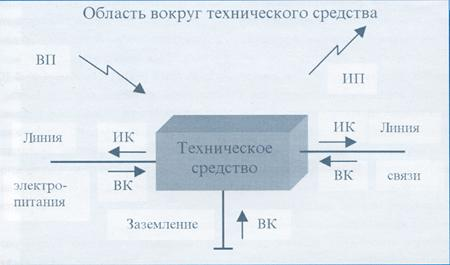 Область вокруг технического средства
ВП
ИП
Линия
ИК
Техническое
средство
ИК
Линия
электро-
питания
ВК
ВК
связи
Заземление
ВК